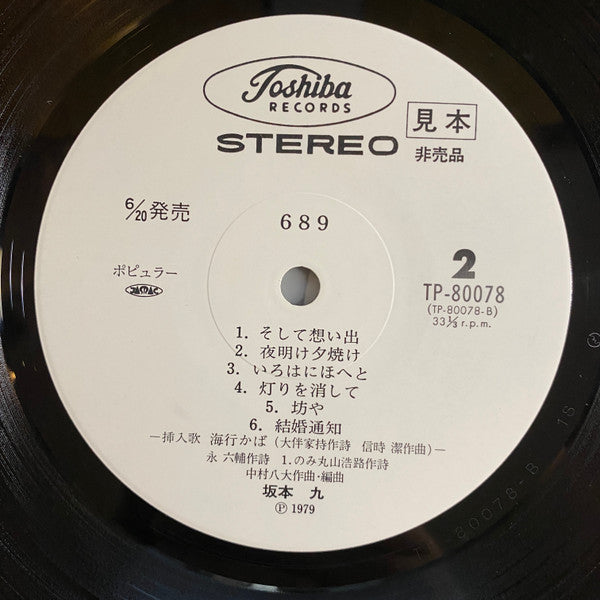 Toshiba
RECORDS
STEREO
見本
非売品
6/20発売
689
ポピュラー
JASRAC
2
TP-80078
(TP-80078-B)
33⅓ r.p.m.
1. そして想い出
2. 夜明け夕焼け
3. いろはにほへと
4. 灯りを消して
5. 坊や
6. 結婚通知
―挿入歌 海行かば (大伴家持作詩 信時 潔作曲)―
永 六輔作詩 1.のみ丸山浩路作詩
中村八大作曲・編曲
坂本 九
Ⓟ 1979